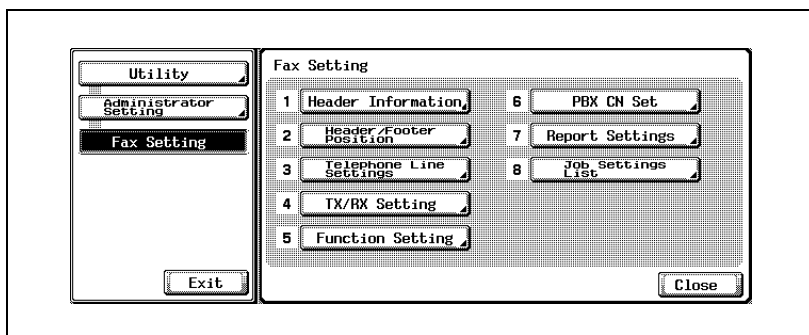 Utility
Administrator
Setting
Fax Setting
Exit
Fax Setting
1 Header Information
2 Header/Footer
Position
3 Telephone Line
Settings
4 TX/RX Setting
5 Function Setting
6 PBX CN Set
7 Report Settings
8 Job Settings
List
Close